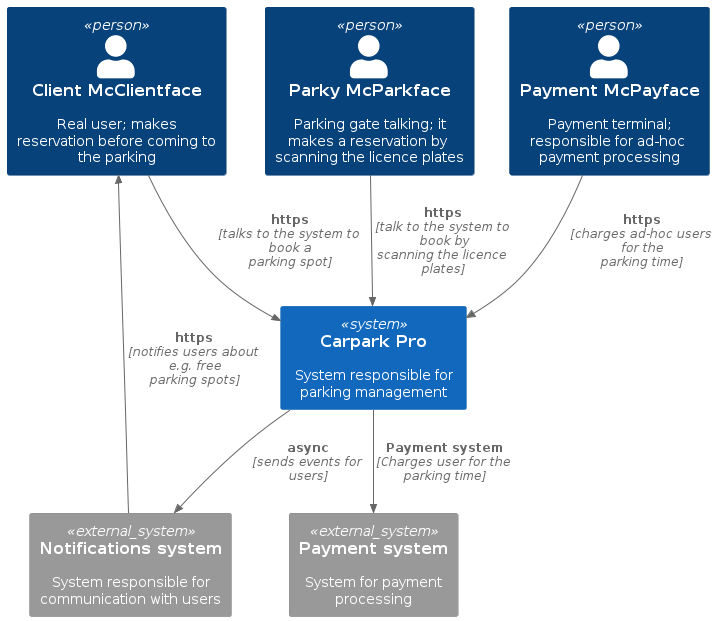 «person»
Client McClientface
Real user; makes
reservation before coming to
the parking
«person»
Parky McParkface
Parking gate talking; it
makes a reservation by
scanning the licence plates
«person»
Payment McPayface
Payment terminal;
responsible for ad-hoc
payment processing
https
[talks to the system to
book a
parking spot]
https
[talk to the system to
book by
scanning the licence
plates]
https
[charges ad-hoc users
for the
parking time]
«system»
Carpark Pro
System responsible for
parking management
https
[notifies users about
e.g. free
parking spots]
async
[sends events for
users]
Payment system
[Charges user for the
parking time]
«external_system»
Notifications system
System responsible for
communication with users
«external_system»
Payment system
System for payment
processing